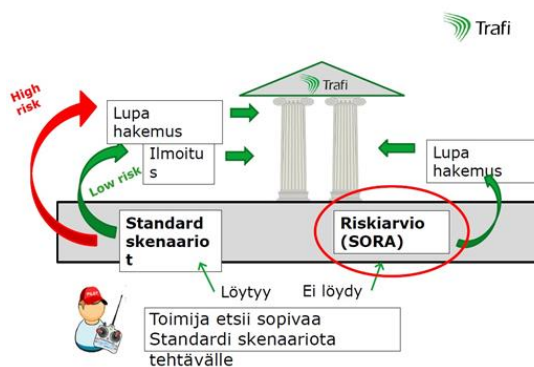 Trafi
Trafi
High
risk
Lupa
hakemus
Ilmoitu
s
Low risk
Lupa
hakemus
Standard
skenaario
t
Riskiarvio
(SORA)
Löytyy
Ei löydy
PILOT
Toimija etsii sopivaa
Standardi skenaariota
tehtävälle